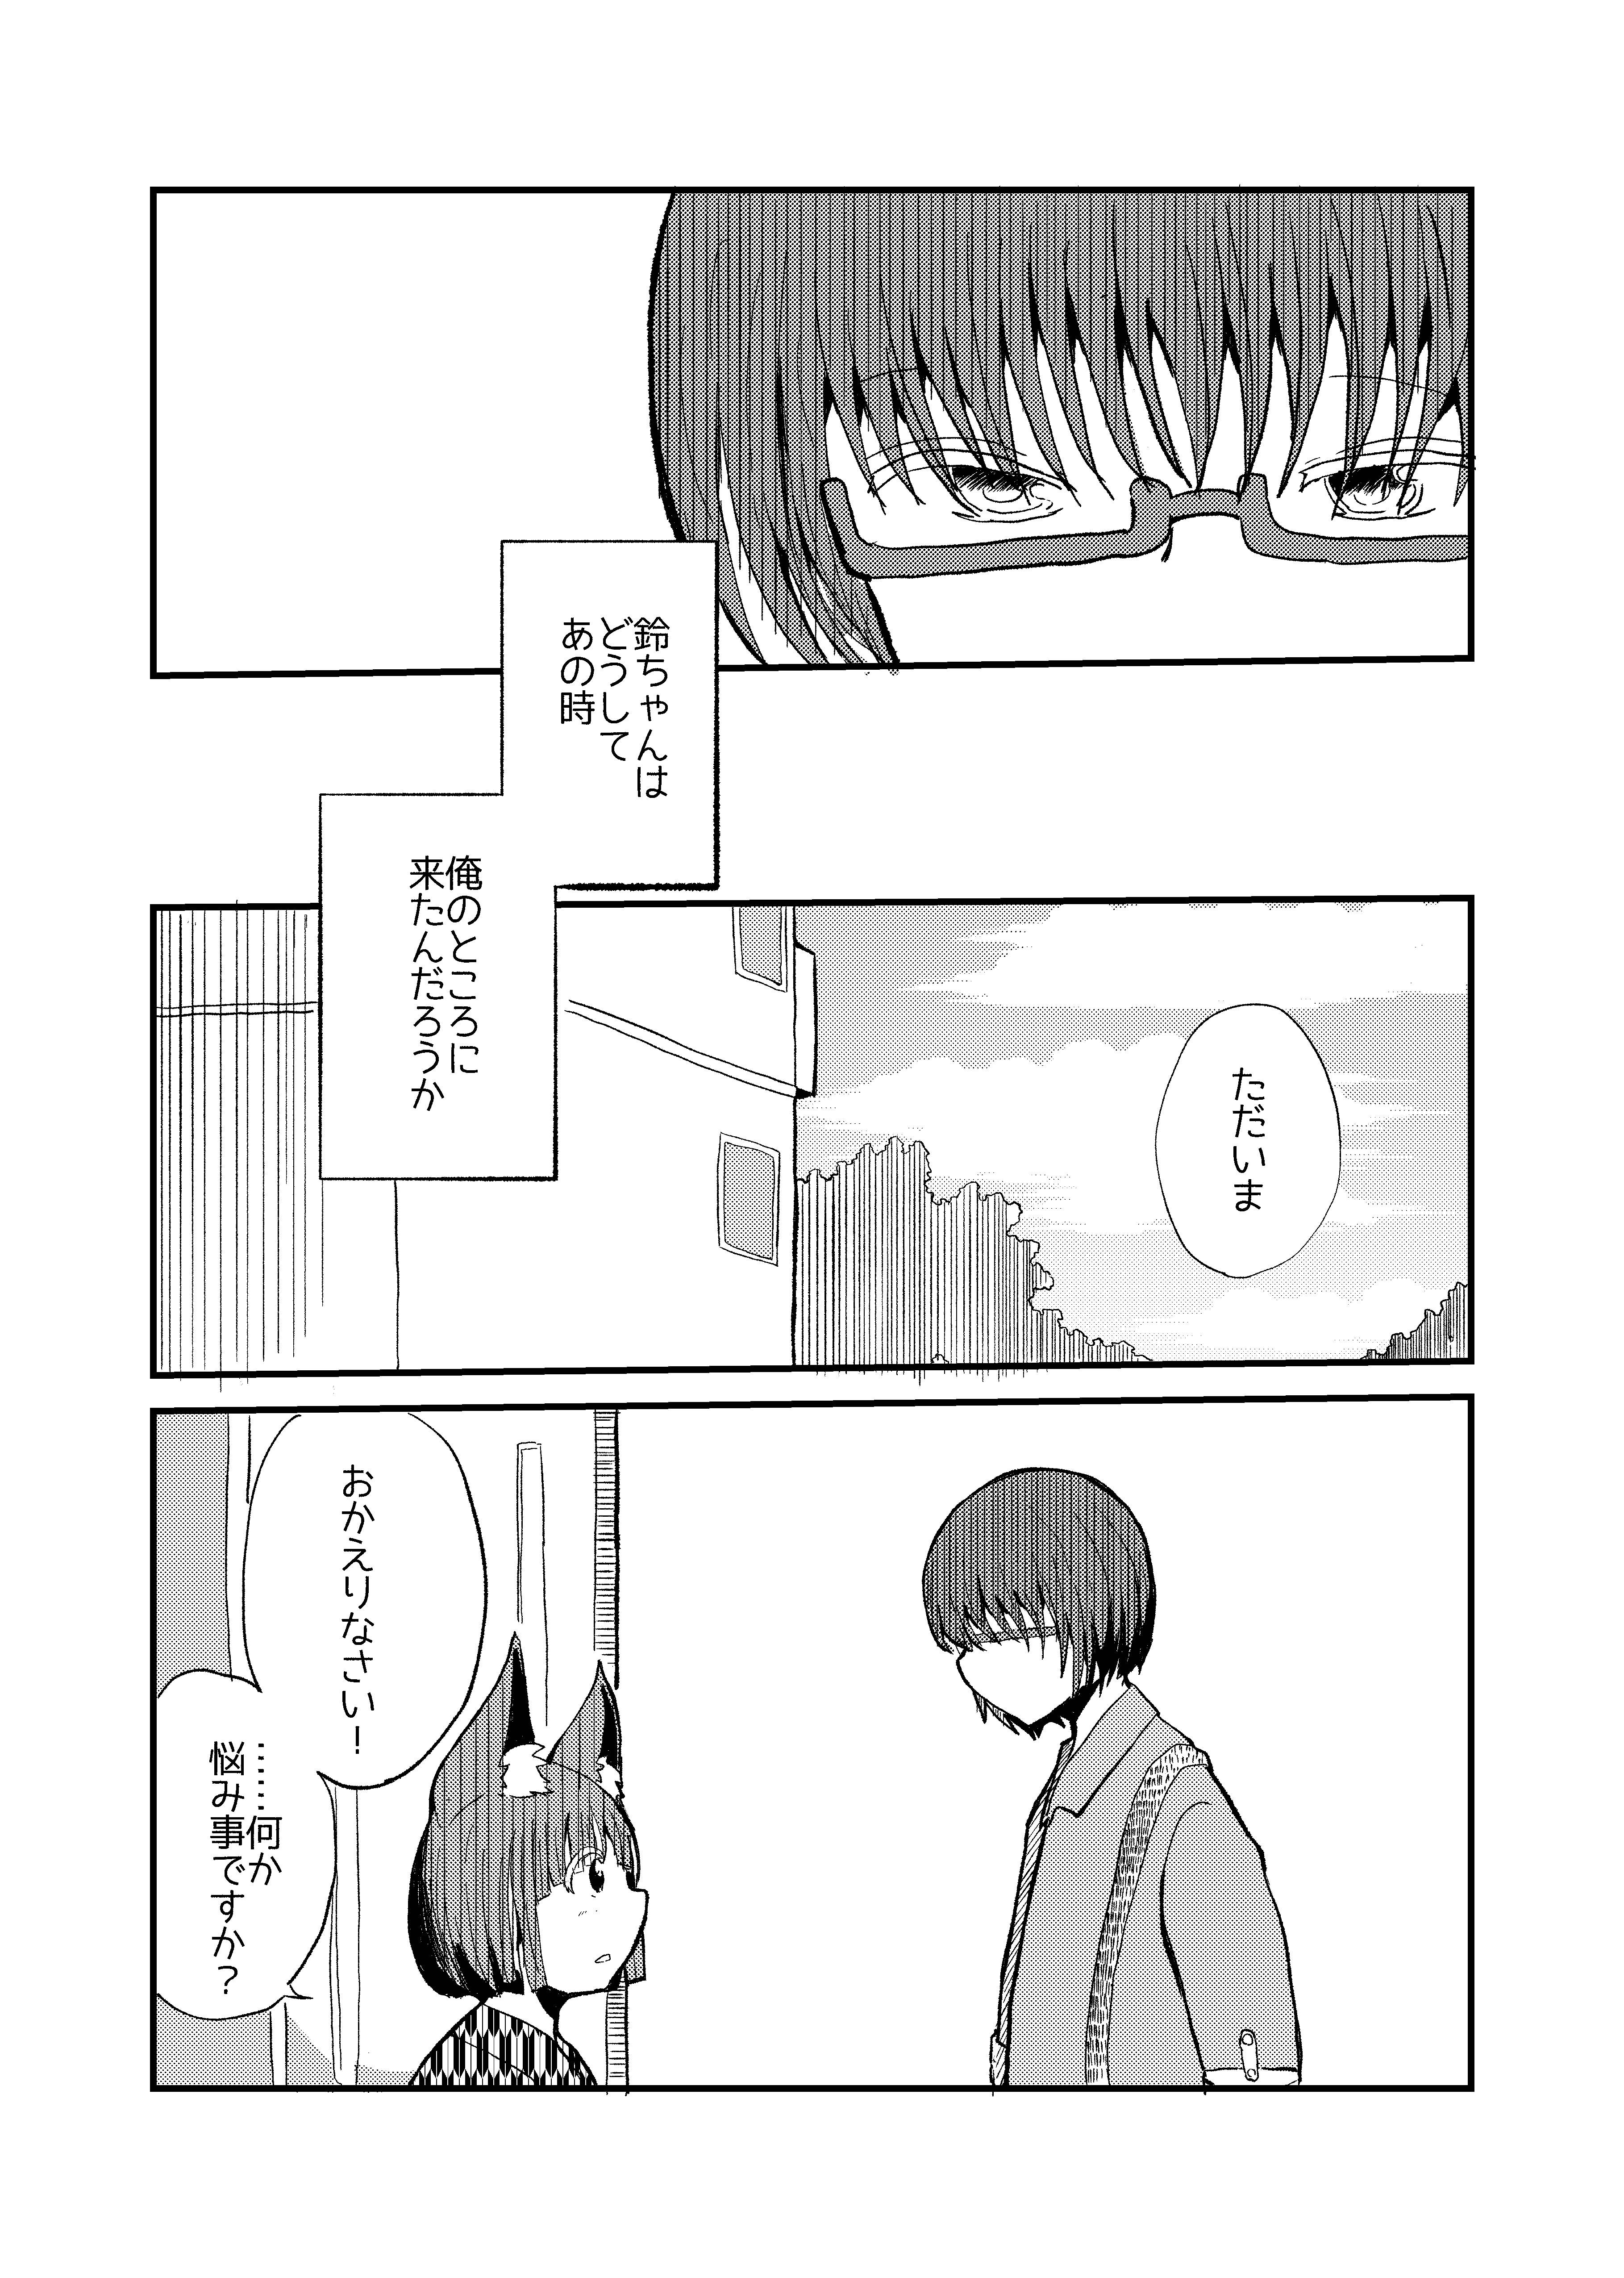 鈴ちゃんは
どうして
あの時
俺のところに
来たんだろうか
ただいま
おかえりなさい！
……何か
悩み事ですか？